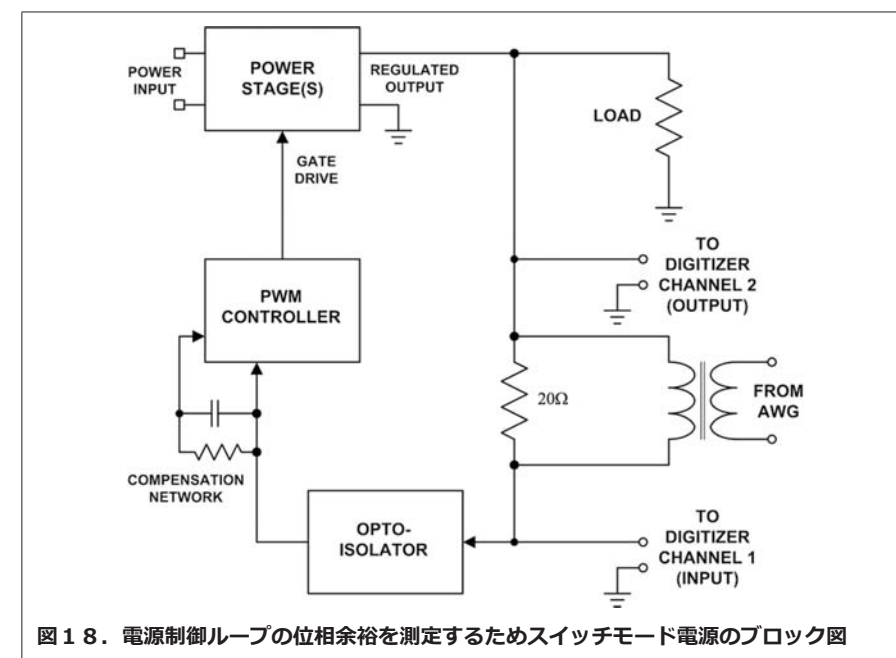 POWER
INPUT
POWER
STAGE(S)
REGULATED
OUTPUT
LOAD
GATE
DRIVE
TO
DIGITIZER
CHANNEL 2
(OUTPUT)
PWM
CONTROLLER
20Ω
FROM
AWG
COMPENSATION
NETWORK
OPTO-
ISOLATOR
TO
DIGITIZER
CHANNEL 1
(INPUT)
図18．電源制御ループの位相余裕を測定するためスイッチモード電源のブロック図